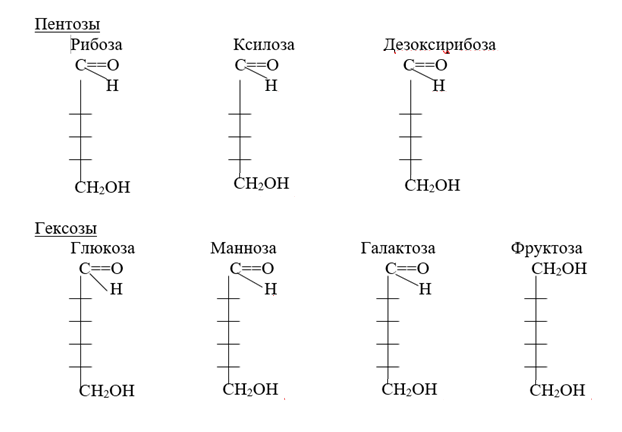 Пентозы
Рибоза Ксилоза Дезоксирибоза
C==O C==O C==O
H H H
CH₂OH CH₂OH CH₂OH
Гексозы
Глюкоза Манноза Галактоза Фруктоза
C==O C==O C==O CH₂OH
H H H
CH₂OH CH₂OH CH₂OH CH₂OH